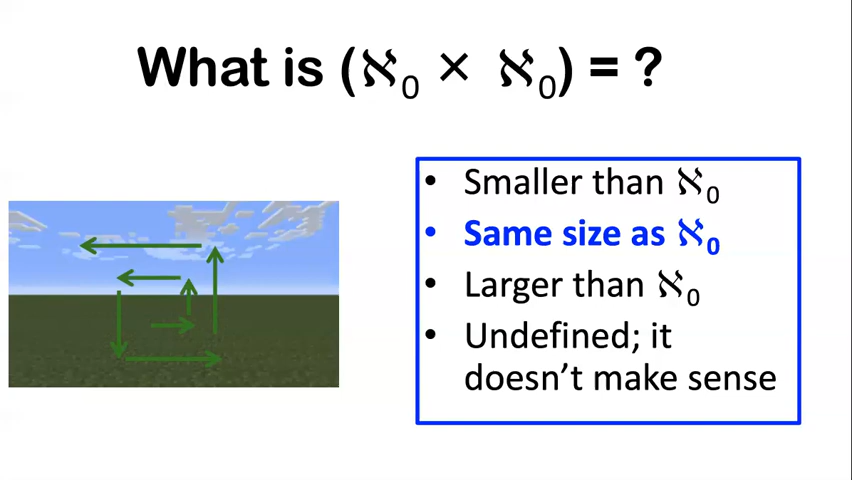 What is (ℵ₀ × ℵ₀) = ?
• Smaller than ℵ₀
• Same size as ℵ₀
• Larger than ℵ₀
• Undefined; it
doesn't make sense